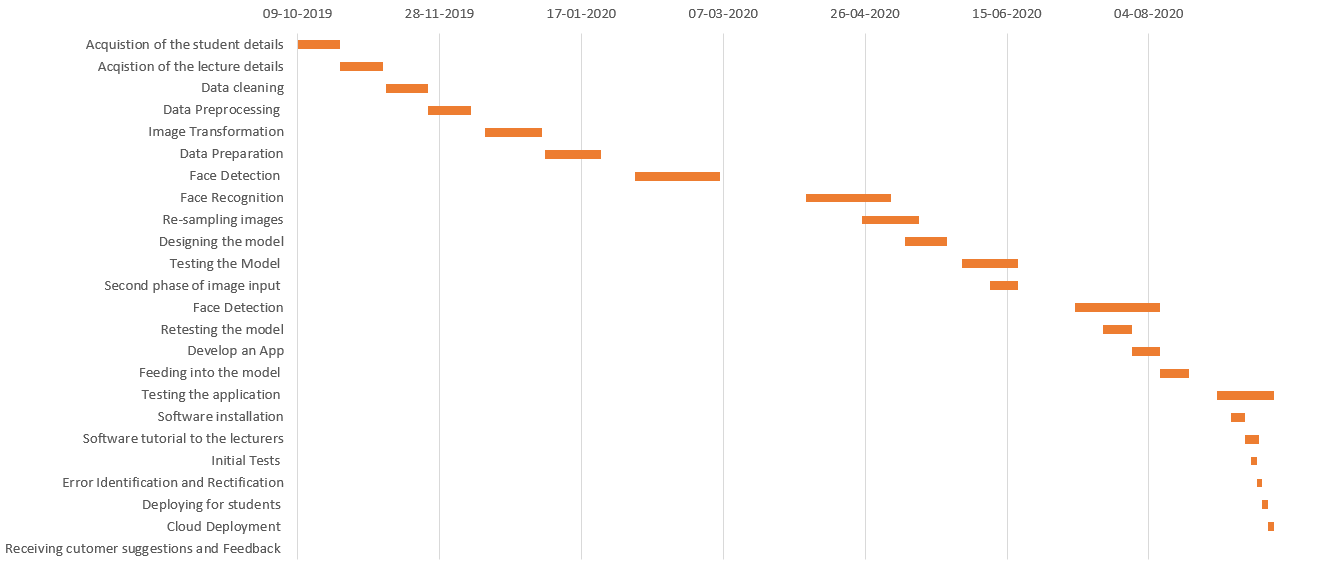 09-10-2019 28-11-2019 17-01-2020 07-03-2020 26-04-2020 15-06-2020 04-08-2020
Acquistion of the student details
Acqistion of the lecture details
Data cleaning
Data Preprocessing
Image Transformation
Data Preparation
Face Detection
Face Recognition
Re-sampling images
Designing the model
Testing the Model
Second phase of image input
Face Detection
Retesting the model
Develop an App
Feeding into the model
Testing the application
Software installation
Software tutorial to the lecturers
Initial Tests
Error Identification and Rectification
Deploying for students
Cloud Deployment
Receiving cutomer suggestions and Feedback